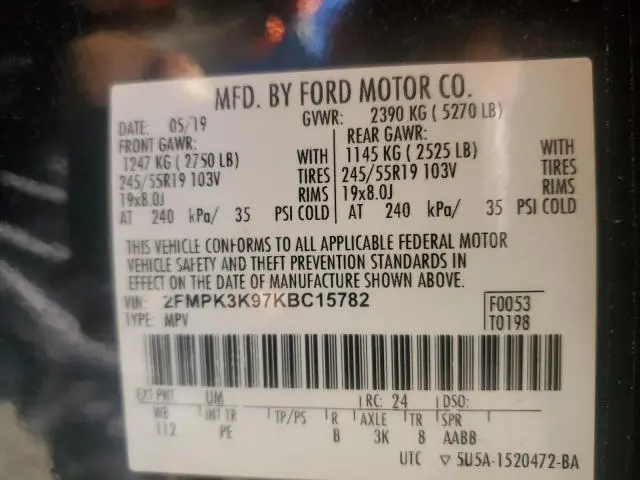 MFD. BY FORD MOTOR CO.
DATE: 05/19 GVWR: 2390 KG ( 5270 LB)
FRONT GAWR: REAR GAWR:
1247 KG ( 2750 LB) WITH 1145 KG ( 2525 LB) WITH
245/55R19 103V TIRES 245/55R19 103V TIRES
19x8.0J RIMS 19x8.0J RIMS
AT 240 kPa/ 35 PSI COLD AT 240 kPa/ 35 PSI COLD
THIS VEHICLE CONFORMS TO ALL APPLICABLE FEDERAL MOTOR
VEHICLE SAFETY AND THEFT PREVENTION STANDARDS IN
EFFECT ON THE DATE OF MANUFACTURE SHOWN ABOVE.
VIN: 2FMPK3K97KBC15782 F0053
TYPE: MPV T0198
EXT PNT: UM RC: 24 DSO:
WB INT TR TP/PS R AXLE TR SPR
112 PE B 3K 8 AABB
UTC ▽ 5U5A-1520472-BA